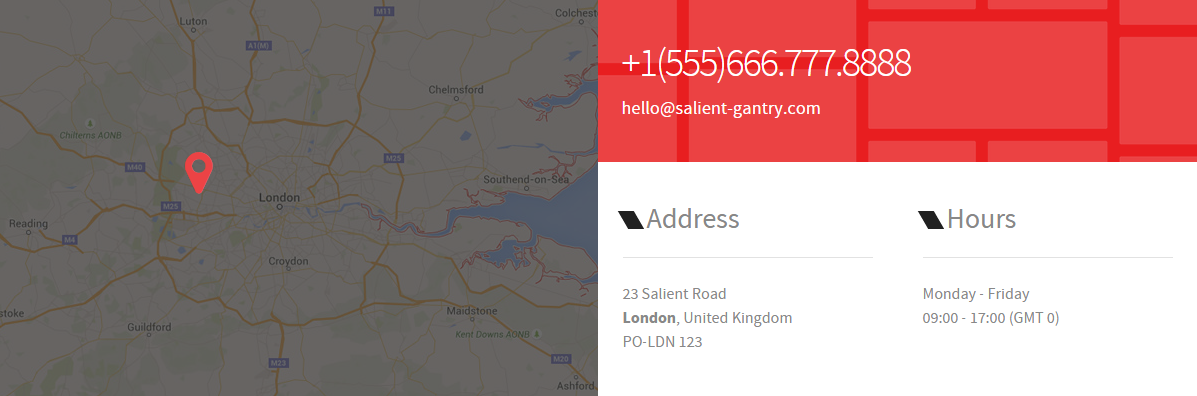 Luton
M11
Colchest
A1(M)
Chelmsford
Chilterns AONB
M40
M25
Southend-on-Sea
London
M25
Reading
M4
Croydon
stoke
Guildford
Maidstone
Kent Downs AONB
M23
M20
Ashford
+1(555)666.777.8888
hello@salient-gantry.com
Address
23 Salient Road
London, United Kingdom
PO-LDN 123
Hours
Monday - Friday
09:00 - 17:00 (GMT 0)